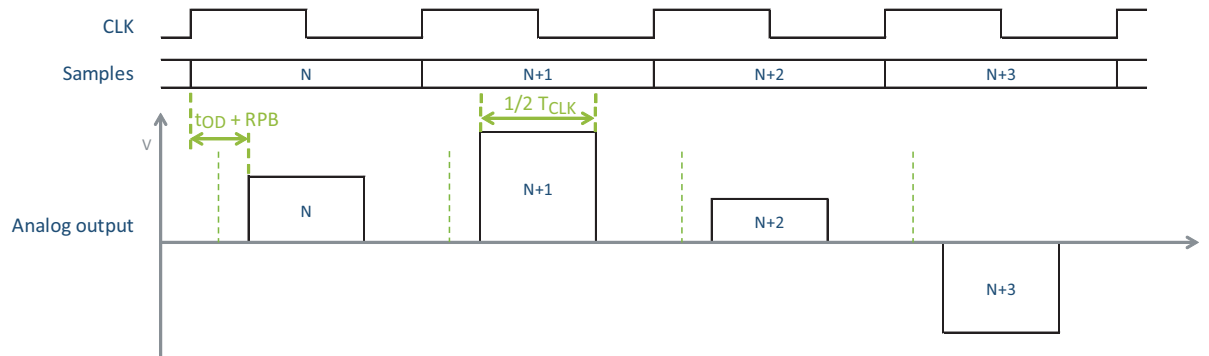 CLK
Samples
N
N+1
N+2
N+3
tOD + RPB
1/2 TCLK
V
Analog output
N
N+1
N+2
N+3